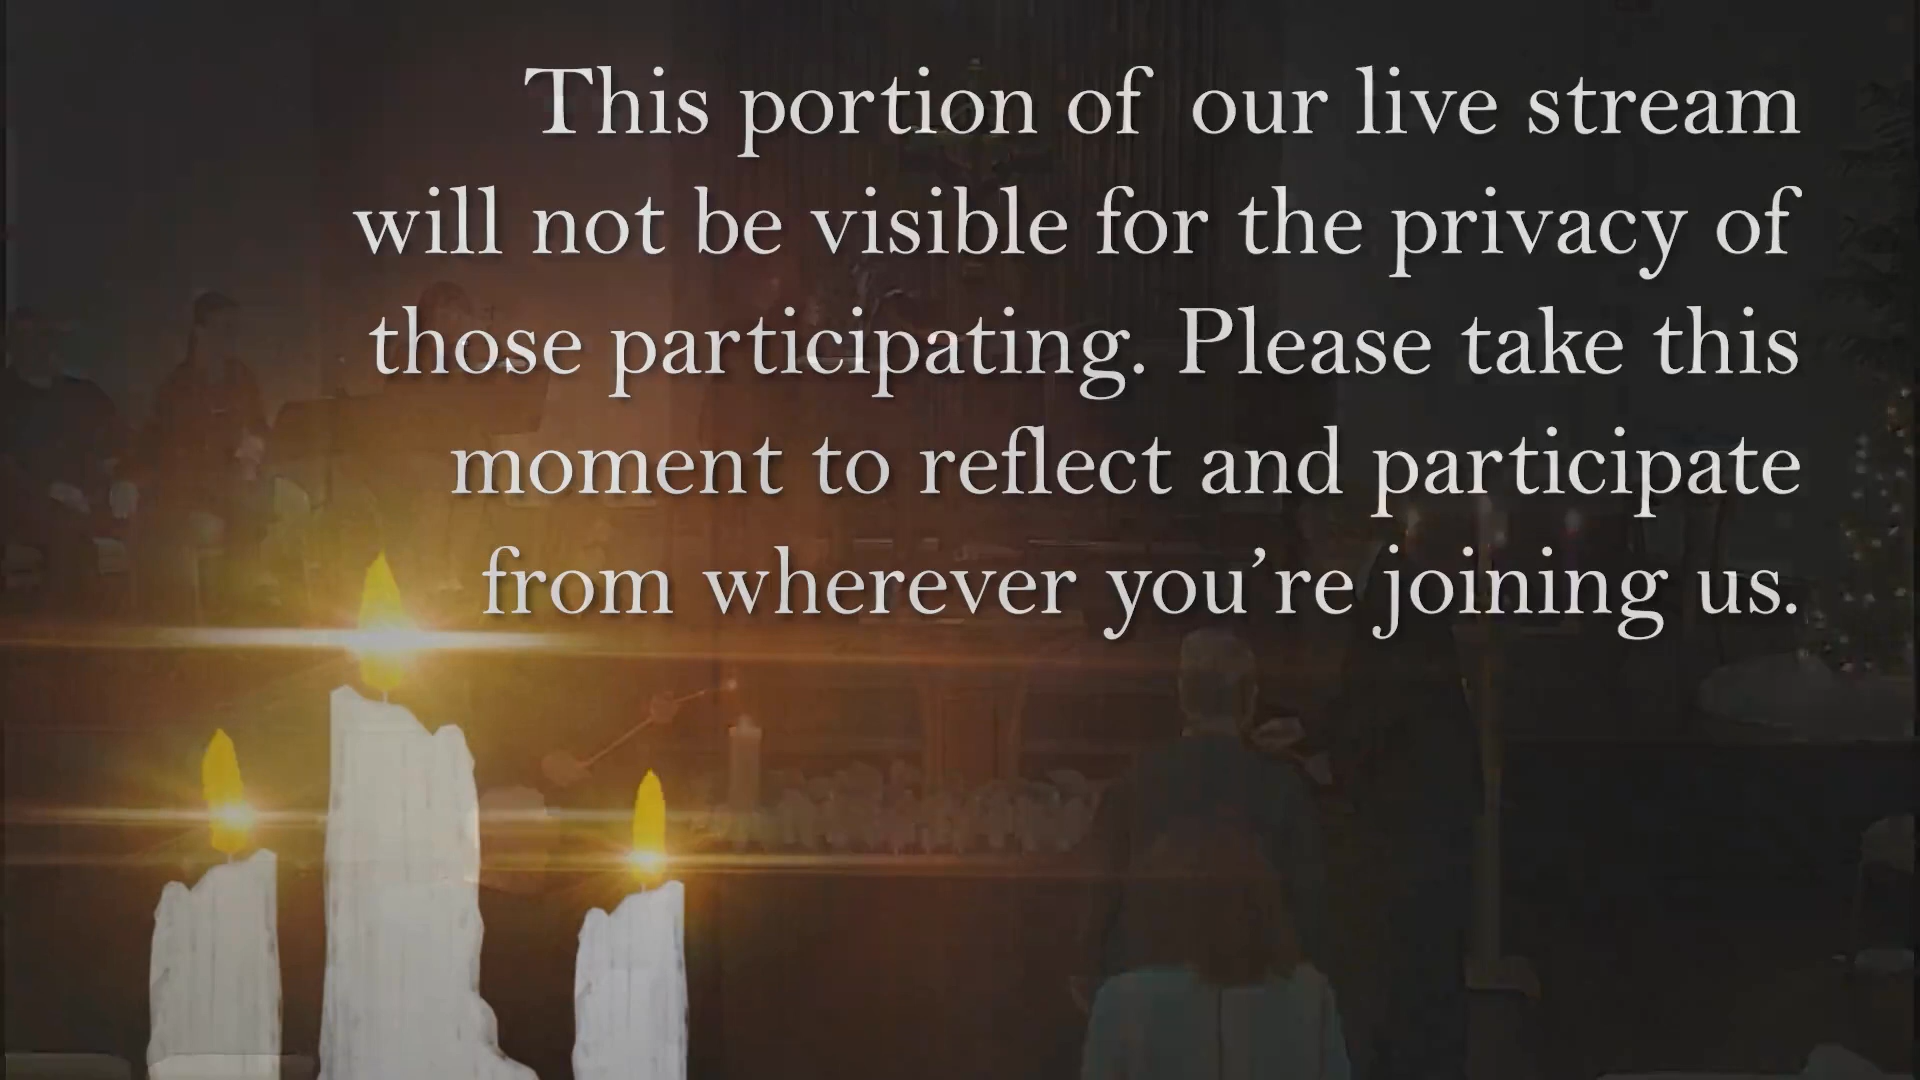 This portion of our live stream
will not be visible for the privacy of
those participating. Please take this
moment to reflect and participate
from wherever you’re joining us.